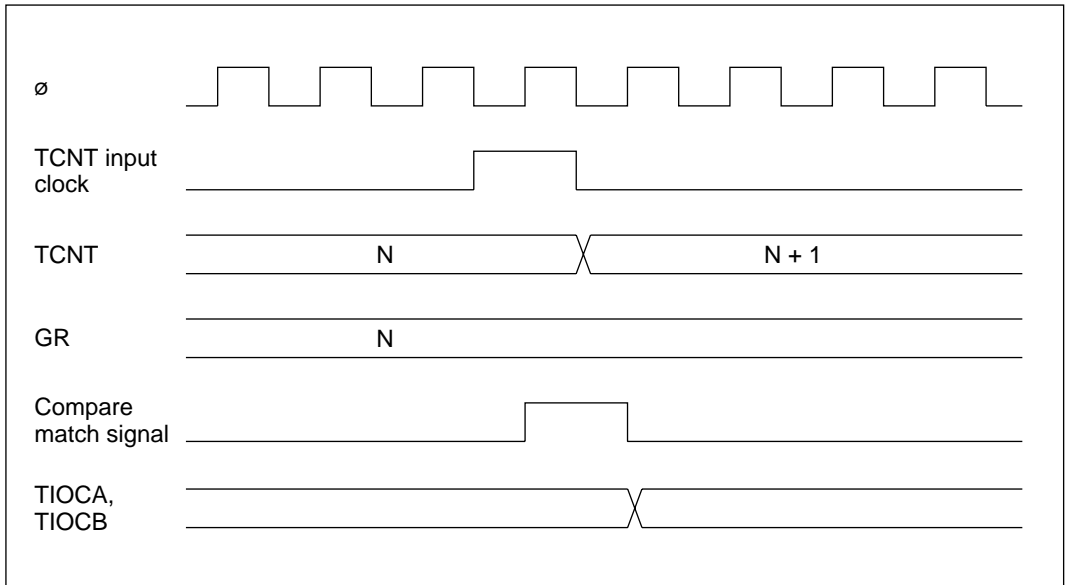 ø
TCNT input
clock
TCNT
N
N + 1
GR
N
Compare
match signal
TIOCA,
TIOCB